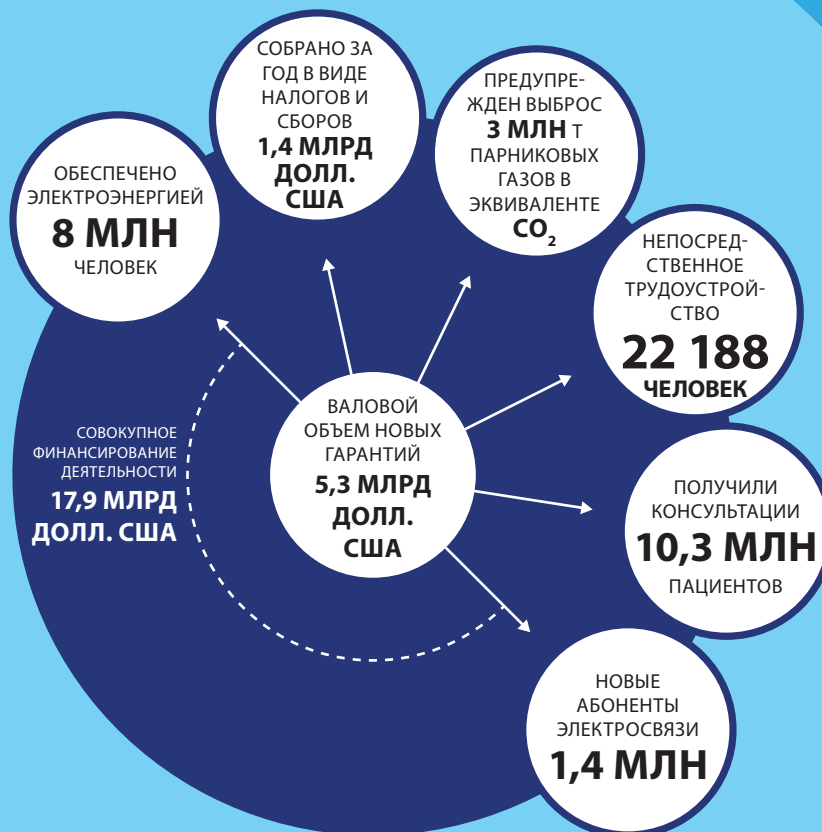 СОБРАНО ЗА
ГОД В ВИДЕ
НАЛОГОВ И
СБОРОВ
1,4 МЛРД
ДОЛЛ.
США
ПРЕДУПРЕ-
ЖДЕН ВЫБРОС
3 МЛН Т
ПАРНИКОВЫХ
ГАЗОВ В
ЭКВИВАЛЕНТЕ
CO₂
ОБЕСПЕЧЕНО
ЭЛЕКТРОЭНЕРГИЕЙ
8 МЛН
ЧЕЛОВЕК
НЕПОСРЕД-
СТВЕННОЕ
ТРУДОУСТРОЙ-
СТВО
22 188
ЧЕЛОВЕК
ВАЛОВОЙ
ОБЪЕМ НОВЫХ
ГАРАНТИЙ
5,3 МЛРД
ДОЛЛ.
США
СОВОКУПНОЕ
ФИНАНСИРОВАНИЕ
ДЕЯТЕЛЬНОСТИ
17,9 МЛРД
ДОЛЛ. США
ПОЛУЧИЛИ
КОНСУЛЬТАЦИИ
10,3 МЛН
ПАЦИЕНТОВ
НОВЫЕ
АБОНЕНТЫ
ЭЛЕКТРОСВЯЗИ
1,4 МЛН